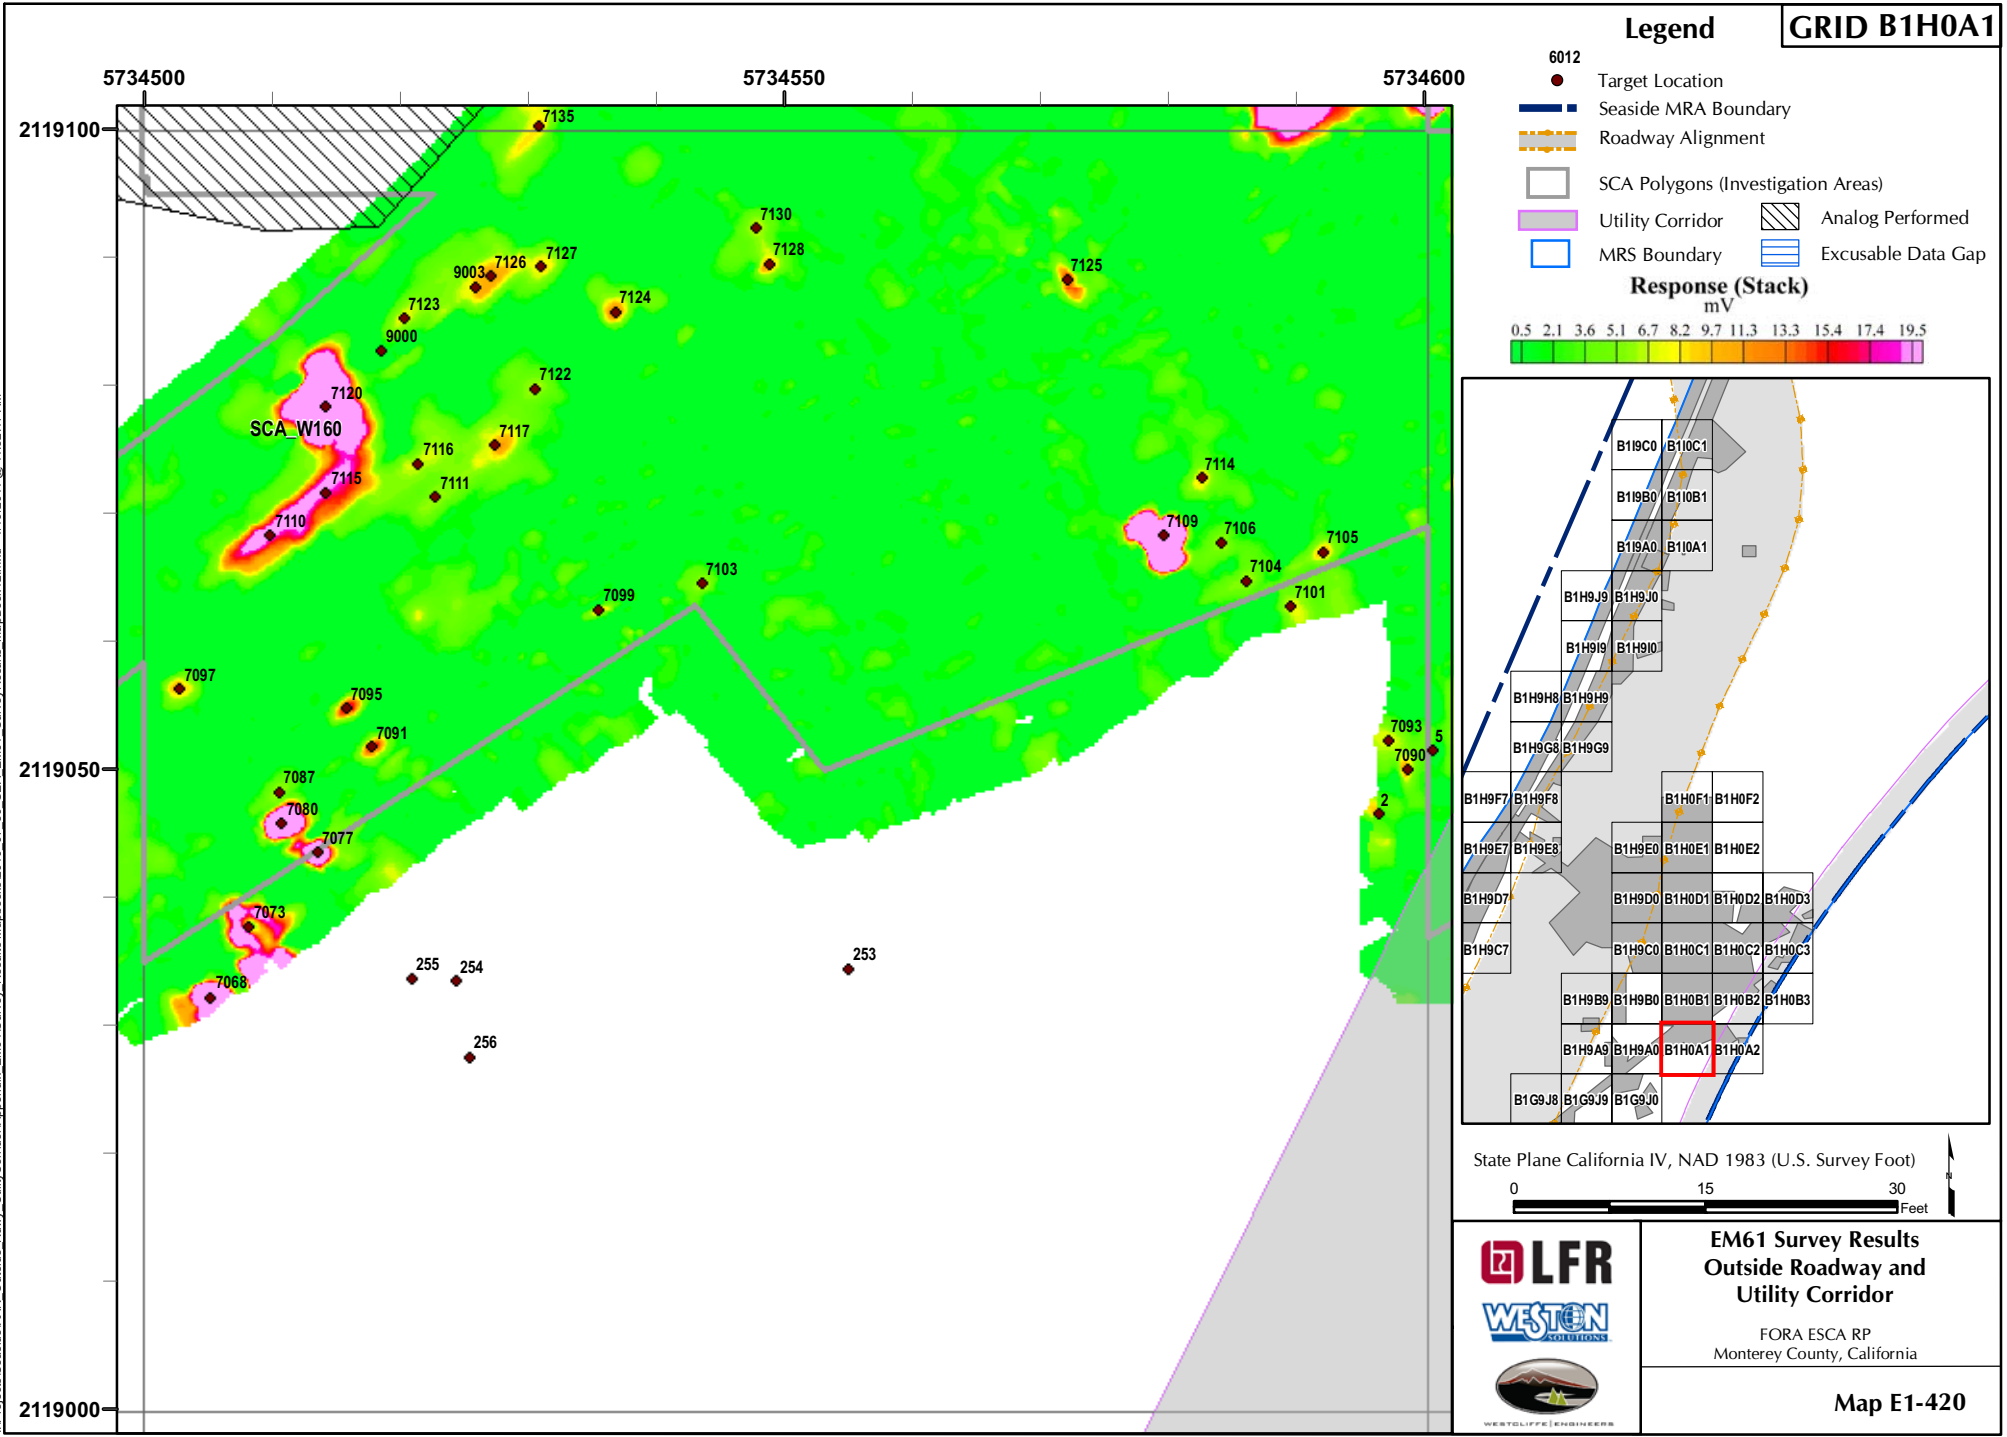 Legend
GRID B1H0A1
6012
Target Location
Seaside MRA Boundary
Roadway Alignment
SCA Polygons (Investigation Areas)
Utility Corridor
Analog Performed
MRS Boundary
Excusable Data Gap
Response (Stack)
mV
0.5 2.1 3.6 5.1 6.7 8.2 9.7 11.3 13.3 15.4 17.4 19.5
5734500
5734550
5734600
2119100
2119050
2119000
7135
7130
7128
7127
7126
9003
7125
7124
7123
9000
7122
7120
SCA_W160
7117
7116
7115
7111
7110
7114
7109
7106
7105
7104
7103
7101
7099
7097
7095
7091
7093
5
7090
2
7087
7080
7077
7073
7068
255
254
253
256
B1I9C0 B1I0C1
B1I9B0 B1I0B1
B1I9A0 B1I0A1
B1H9J9 B1H9J0
B1H9I9 B1H9I0
B1H9H8 B1H9H9
B1H9G8 B1H9G9
B1H9F7 B1H9F8 B1H0F1 B1H0F2
B1H9E7 B1H9E8 B1H9E0 B1H0E1 B1H0E2
B1H9D7 B1H9D0 B1H0D1 B1H0D2 B1H0D3
B1H9C7 B1H9C0 B1H0C1 B1H0C2 B1H0C3
B1H9B9 B1H9B0 B1H0B1 B1H0B2 B1H0B3
B1H9A9 B1H9A0 B1H0A1 B1H0A2
B1G9J8 B1G9J9 B1G9J0
State Plane California IV, NAD 1983 (U.S. Survey Foot)
N
0 15 30
Feet
LFR
WESTON
SOLUTIONS
WESTCLIFFE ENGINEERS
EM61 Survey Results
Outside Roadway and
Utility Corridor
FORA ESCA RP
Monterey County, California
Map E1-420